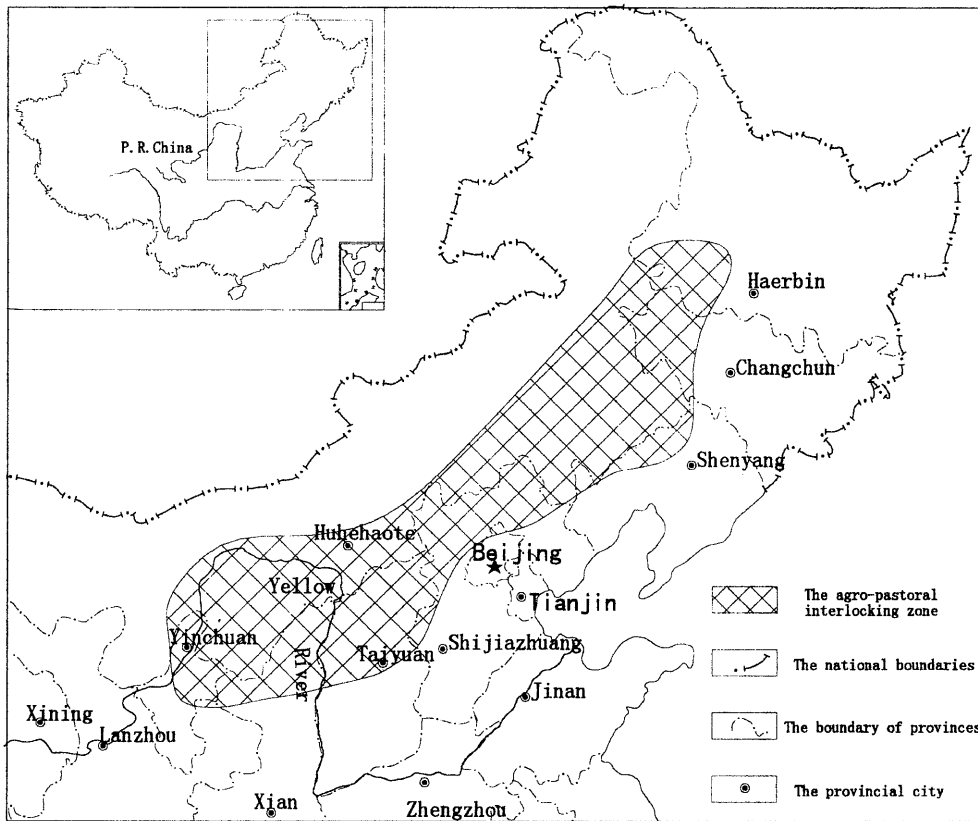 P.R.China
Haerbin
Changchun
Shenyang
Huhehaote
Beijing
Yellow
Tianjin
Yinchuan
Taiyuan
Shijiazhuang
River
Jinan
Xining
Lanzhou
Xian
Zhengzhou
The agro-pastoral
interlocking zone
The national boundaries
The boundary of provinces
The provincial city